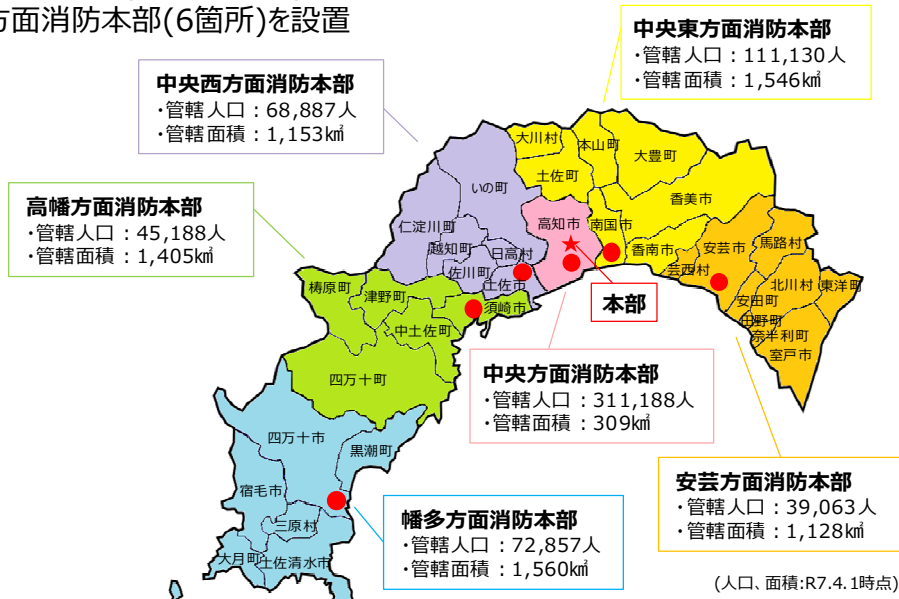 方面消防本部(6箇所)を設置
中央東方面消防本部
・管轄人口:111,130人
・管轄面積:1,546㎢
中央西方面消防本部
・管轄人口:68,887人
・管轄面積:1,153㎢
高幡方面消防本部
・管轄人口:45,188人
・管轄面積:1,405㎢
大川村
本山町
大豊町
土佐町
いの町
香美市
高知市
南国市
仁淀川町
越知町
日高村
香南市
安芸市
馬路村
佐川町
土佐市
芸西村
北川村
東洋町
梼原町
津野町
須崎市
本部
安田町
田野町
奈半利町
室戸市
中土佐町
四万十町
中央方面消防本部
・管轄人口:311,188人
・管轄面積:309㎢
四万十市
黒潮町
宿毛市
三原村
大月町
土佐清水市
安芸方面消防本部
・管轄人口:39,063人
・管轄面積:1,128㎢
幡多方面消防本部
・管轄人口:72,857人
・管轄面積:1,560㎢
(人口、面積:R7.4.1時点)